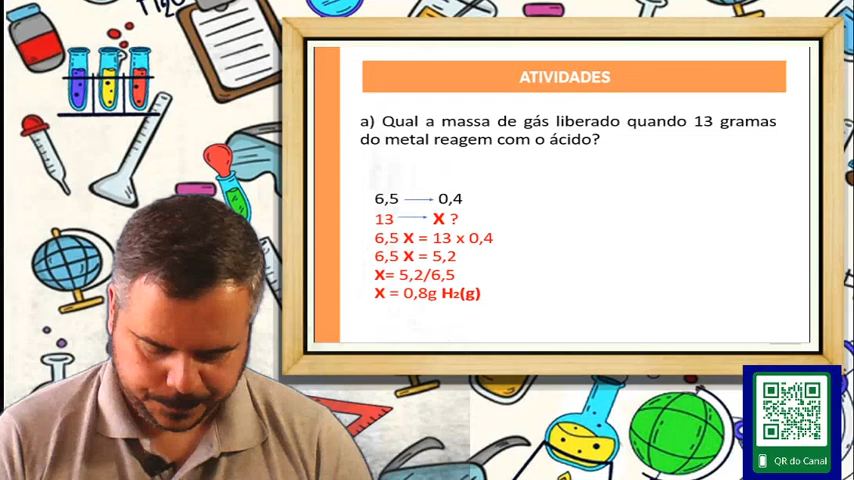 H2O
ATIVIDADES
a) Qual a massa de gás liberado quando 13 gramas
do metal reagem com o ácido?
6,5 → 0,4
13 → X ?
6,5 X = 13 x 0,4
6,5 X = 5,2
X= 5,2/6,5
X = 0,8g H₂(g)
QR do Canal